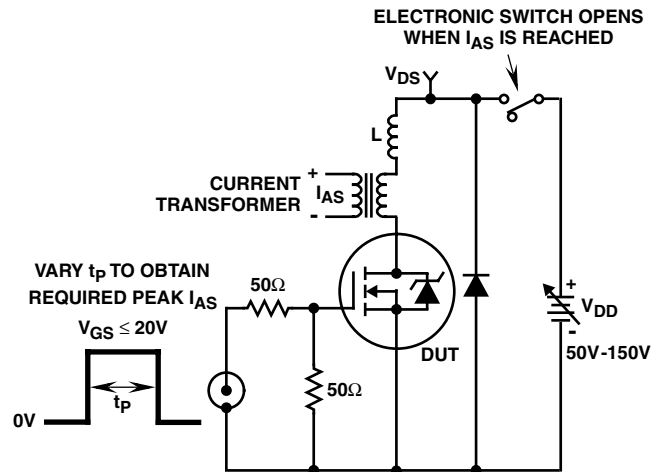 ELECTRONIC SWITCH OPENS
WHEN IAS IS REACHED
VDS
L
+
CURRENT
TRANSFORMER
IAS
-
VARY tP TO OBTAIN
REQUIRED PEAK IAS
50Ω
VGS ≤ 20V
+
VDD
-
DUT
50V-150V
50Ω
tP
0V